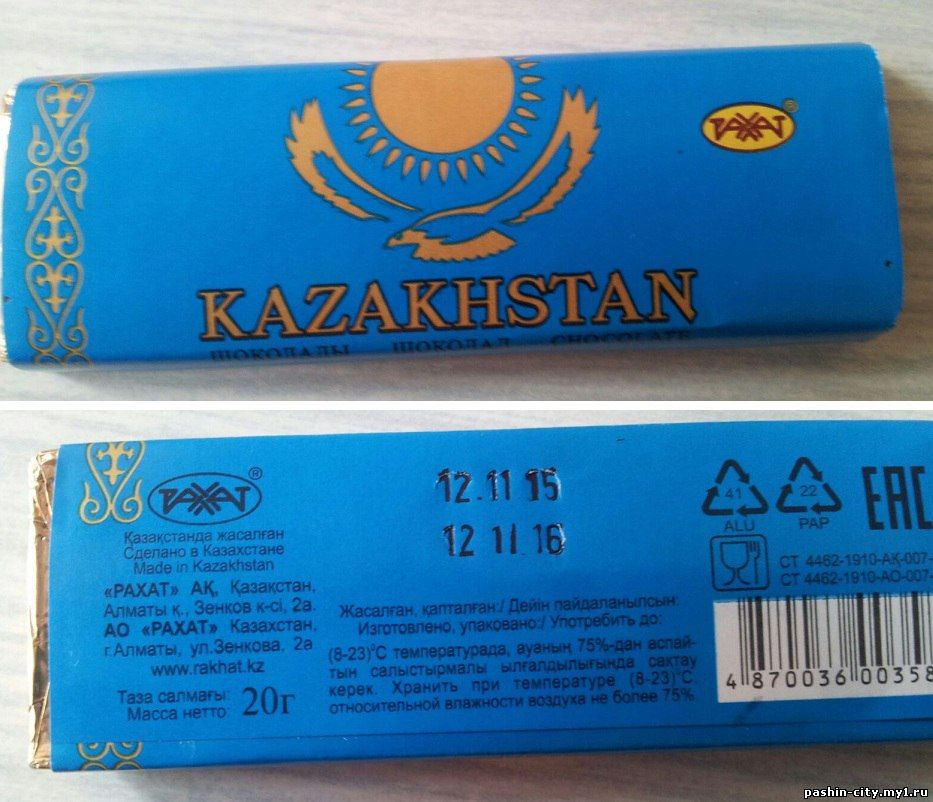 РАХАТ®
KAZAKHSTAN
ШОКОЛАДЫ ШОКОЛАД CHOCOLATE
РАХАТ®
Қазақстанда жасалған
Сделано в Казахстане
Made in Kazakhstan
«РАХАТ» АҚ, Қазақстан,
Алматы қ., Зенков к-сі, 2а.
АО «РАХАТ» Казахстан,
г.Алматы, ул.Зенкова, 2а
www.rakhat.kz
Таза салмағы:
Масса нетто: 20г
12.11 15
12 11.16
Жасалған, қапталған:/ Дейін пайдаланылсын:
Изготовлено, упаковано:/ Употребить до:
(8-23)°С температурада, ауаның 75%-дан аспай-
тын салыстырмалы ылғалдылығында сақтау
керек. Хранить при температуре (8-23)°С,
относительной влажности воздуха не более 75%.
41 22 EAC
ALU PAP
СТ 4462-1910-АҚ-007-
СТ 4462-1910-АО-007-
4 870036 00358
pashin-city.my1.ru